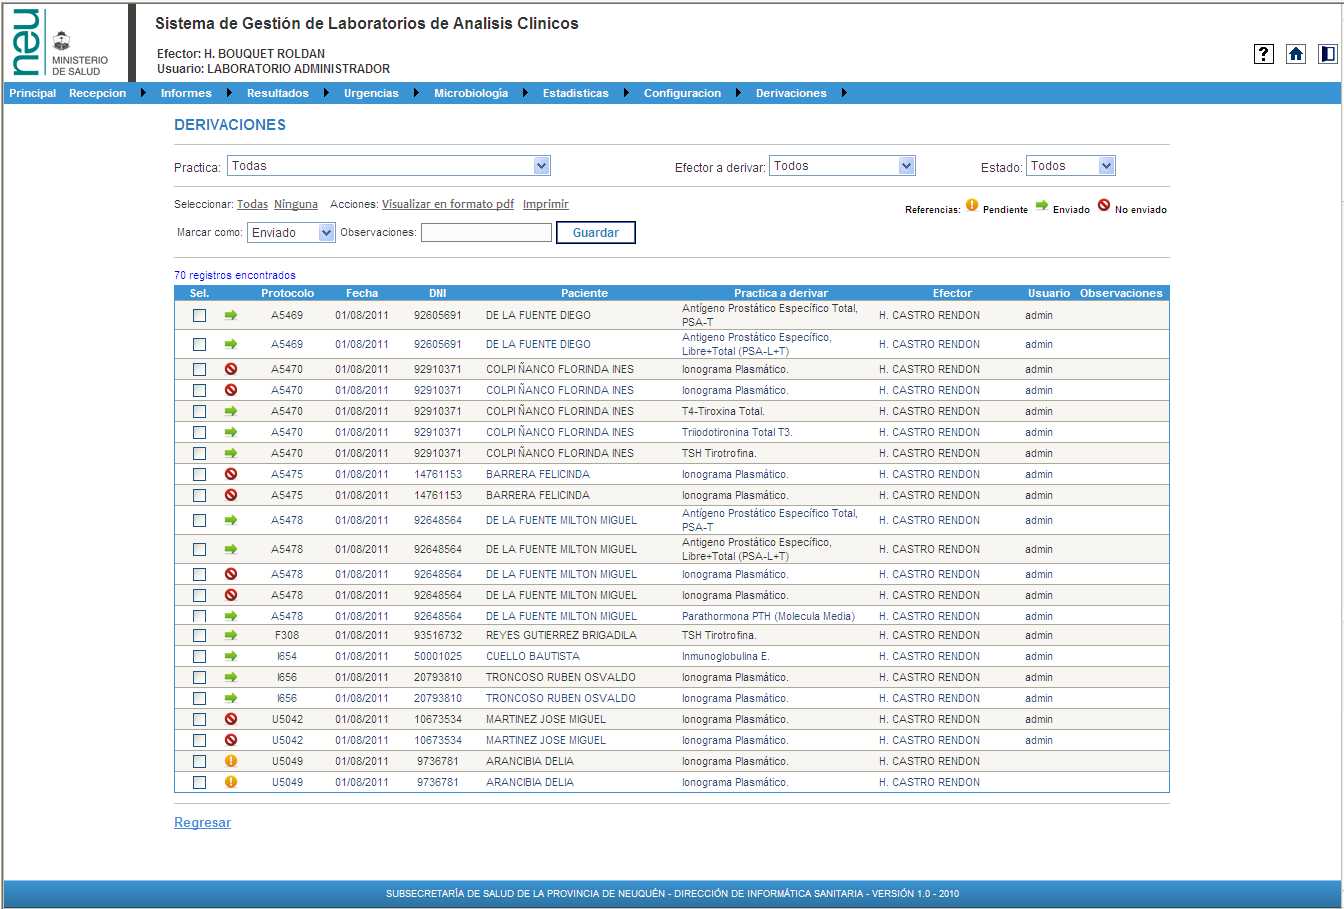 neu
MINISTERIO
DE SALUD
Sistema de Gestión de Laboratorios de Analisis Clinicos
Efector: H. BOUQUET ROLDAN
Usuario: LABORATORIO ADMINISTRADOR
?
Principal Recepcion Informes Resultados Urgencias Microbiología Estadisticas Configuracion Derivaciones
DERIVACIONES
Practica: Todas Efector a derivar: Todos Estado: Todos
Seleccionar: Todas Ninguna Acciones: Visualizar en formato pdf Imprimir
Referencias: Pendiente Enviado No enviado
Marcar como: Enviado Observaciones: Guardar
70 registros encontrados
Sel. Protocolo Fecha DNI Paciente Practica a derivar Efector Usuario Observaciones
A5469 01/08/2011 92605691 DE LA FUENTE DIEGO Antígeno Prostático Específico Total, PSA-T H. CASTRO RENDON admin
A5469 01/08/2011 92605691 DE LA FUENTE DIEGO Antigeno Prostático Específico, Libre+Total (PSA-L+T) H. CASTRO RENDON admin
A5470 01/08/2011 92910371 COLPI ÑANCO FLORINDA INES Ionograma Plasmático. H. CASTRO RENDON admin
A5470 01/08/2011 92910371 COLPI ÑANCO FLORINDA INES Ionograma Plasmático. H. CASTRO RENDON admin
A5470 01/08/2011 92910371 COLPI ÑANCO FLORINDA INES T4-Tiroxina Total. H. CASTRO RENDON admin
A5470 01/08/2011 92910371 COLPI ÑANCO FLORINDA INES Triiodotironina Total T3. H. CASTRO RENDON admin
A5470 01/08/2011 92910371 COLPI ÑANCO FLORINDA INES TSH Tirotrofina. H. CASTRO RENDON admin
A5475 01/08/2011 14761153 BARRERA FELICINDA Ionograma Plasmático. H. CASTRO RENDON admin
A5475 01/08/2011 14761153 BARRERA FELICINDA Ionograma Plasmático. H. CASTRO RENDON admin
A5478 01/08/2011 92648564 DE LA FUENTE MILTON MIGUEL Antígeno Prostático Específico Total, PSA-T H. CASTRO RENDON admin
A5478 01/08/2011 92648564 DE LA FUENTE MILTON MIGUEL Antigeno Prostático Específico, Libre+Total (PSA-L+T) H. CASTRO RENDON admin
A5478 01/08/2011 92648564 DE LA FUENTE MILTON MIGUEL Ionograma Plasmático. H. CASTRO RENDON admin
A5478 01/08/2011 92648564 DE LA FUENTE MILTON MIGUEL Ionograma Plasmático. H. CASTRO RENDON admin
A5478 01/08/2011 92648564 DE LA FUENTE MILTON MIGUEL Parathormona PTH (Molecula Media) H. CASTRO RENDON admin
F308 01/08/2011 93516732 REYES GUTIERREZ BRIGADILA TSH Tirotrofina. H. CASTRO RENDON admin
I654 01/08/2011 50001025 CUELLO BAUTISTA Inmunoglobulina E. H. CASTRO RENDON admin
I656 01/08/2011 20793810 TRONCOSO RUBEN OSVALDO Ionograma Plasmático. H. CASTRO RENDON admin
I656 01/08/2011 20793810 TRONCOSO RUBEN OSVALDO Ionograma Plasmático. H. CASTRO RENDON admin
U5042 01/08/2011 10673534 MARTINEZ JOSE MIGUEL Ionograma Plasmático. H. CASTRO RENDON admin
U5042 01/08/2011 10673534 MARTINEZ JOSE MIGUEL Ionograma Plasmático. H. CASTRO RENDON admin
U5049 01/08/2011 9736781 ARANCIBIA DELIA Ionograma Plasmático. H. CASTRO RENDON
U5049 01/08/2011 9736781 ARANCIBIA DELIA Ionograma Plasmático. H. CASTRO RENDON
Regresar
SUBSECRETARÍA DE SALUD DE LA PROVINCIA DE NEUQUÉN - DIRECCIÓN DE INFORMÁTICA SANITARIA - VERSIÓN 1.0 - 2010